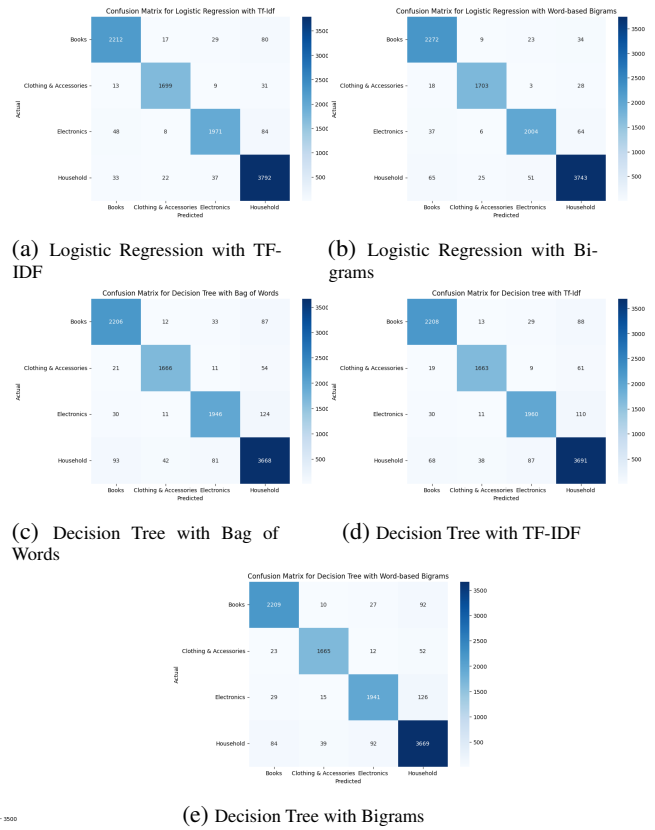 Confusion Matrix for Logistic Regression with Tf-Idf
Books 2212 17 29 80
Clothing & Accessories 13 1699 9 31
Electronics 48 8 1971 84
Household 33 22 37 3792
Actual
Books Clothing & Accessories Electronics Household
Predicted
3500
3000
2500
2000
1500
1000
500
(a) Logistic Regression with TF-
IDF
Confusion Matrix for Logistic Regression with Word-based Bigrams
Books 2272 9 23 34
Clothing & Accessories 18 1703 3 28
Electronics 37 6 2004 64
Household 65 25 51 3743
Actual
Books Clothing & Accessories Electronics Household
Predicted
3500
3000
2500
2000
1500
1000
500
(b) Logistic Regression with Bi-
grams
Confusion Matrix for Decision Tree with Bag of Words
Books 2206 12 33 87
Clothing & Accessories 21 1666 11 54
Electronics 30 11 1946 124
Household 93 42 81 3668
Actual
Books Clothing & Accessories Electronics Household
Predicted
3500
3000
2500
2000
1500
1000
500
(c) Decision Tree with Bag of
Words
Confusion Matrix for Decision tree with Tf-Idf
Books 2208 13 29 88
Clothing & Accessories 19 1663 9 61
Electronics 30 11 1960 110
Household 68 38 87 3691
Actual
Books Clothing & Accessories Electronics Household
Predicted
3500
3000
2500
2000
1500
1000
500
(d) Decision Tree with TF-IDF
Confusion Matrix for Decision Tree with Word-based Bigrams
Books 2209 10 27 92
Clothing & Accessories 23 1665 12 52
Electronics 29 15 1941 126
Household 84 39 92 3669
Actual
Books Clothing & Accessories Electronics Household
Predicted
3500
3000
2500
2000
1500
1000
500
(e) Decision Tree with Bigrams
3500